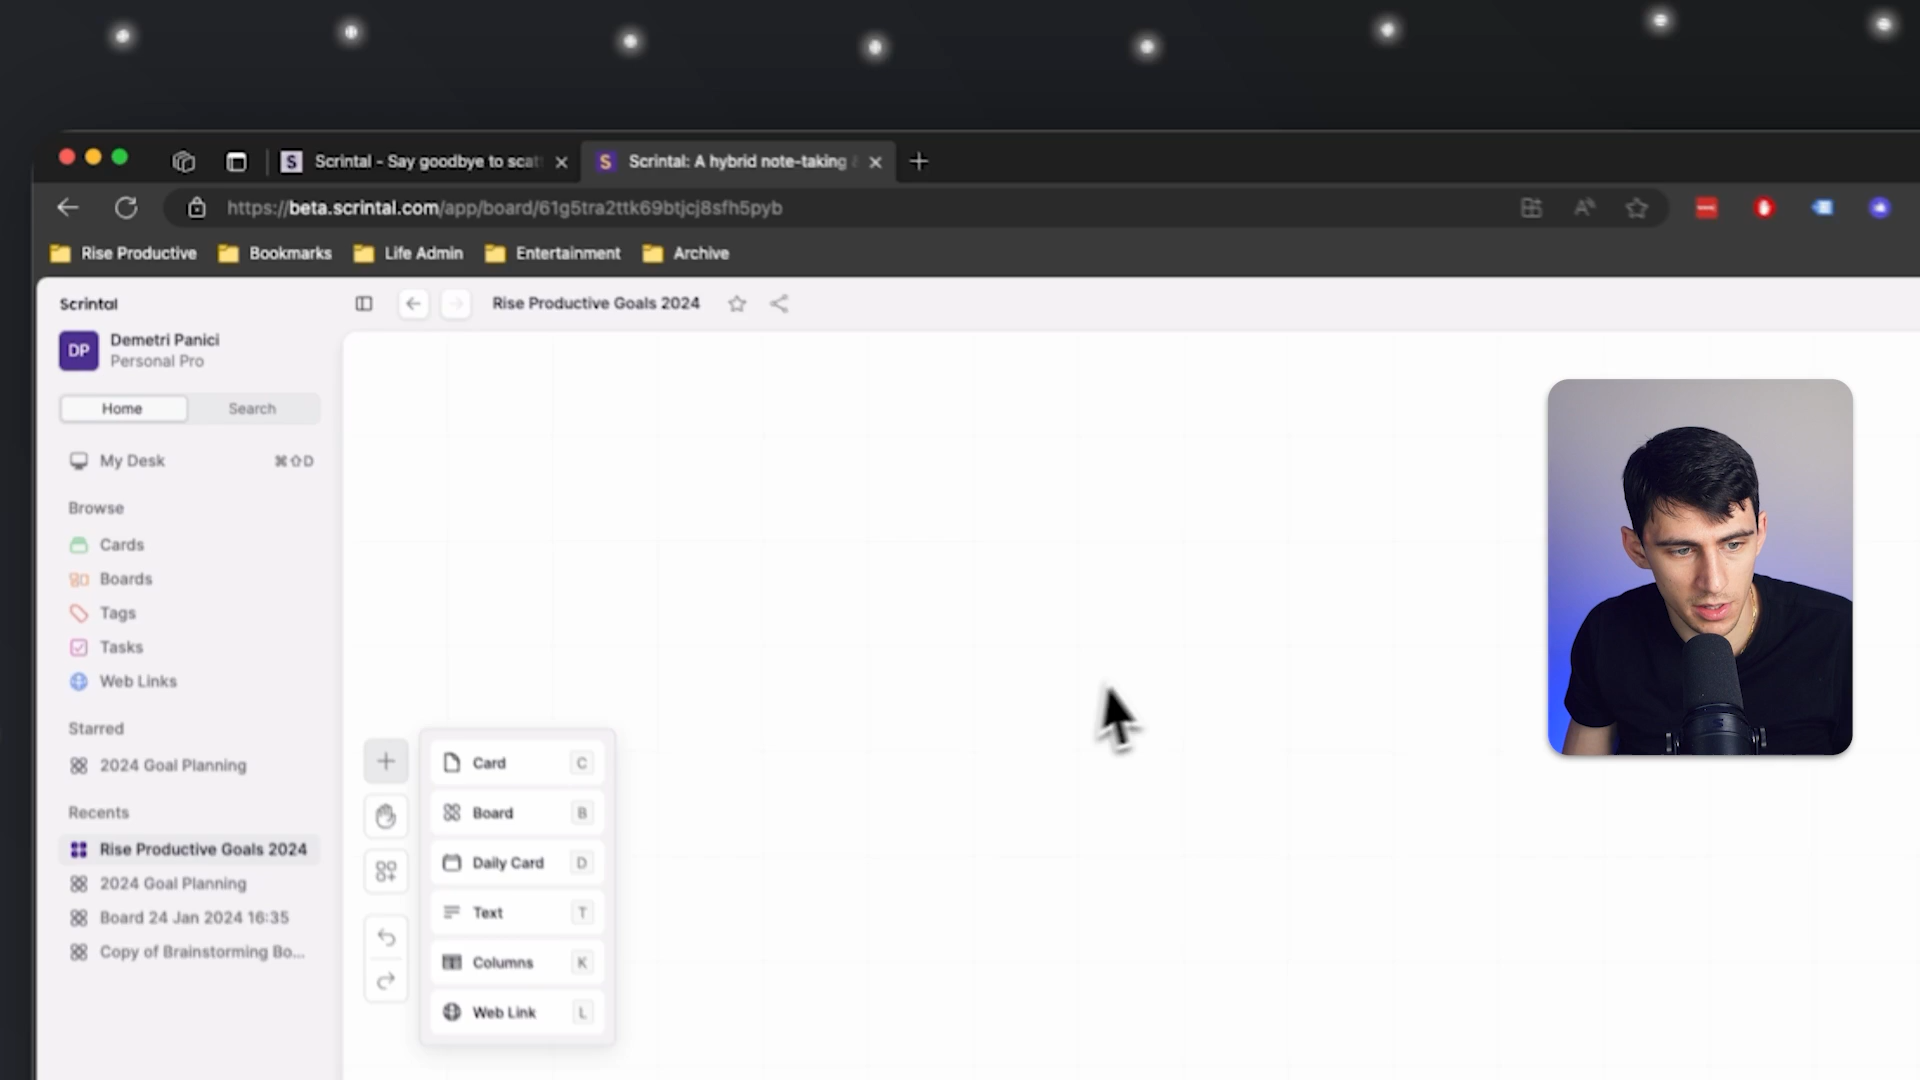 Scrintal - Say goodbye to scat
Scrintal: A hybrid note-taking
https://beta.scrintal.com/app/board/61g5tra2ttk69btjcj8sfh5pyb
Rise Productive
Bookmarks
Life Admin
Entertainment
Archive
Scrintal
Rise Productive Goals 2024
DP
Demetri Panici
Personal Pro
Home
Search
My Desk
⌘⇧D
Browse
Cards
Boards
Tags
Tasks
Web Links
Starred
2024 Goal Planning
Recents
Rise Productive Goals 2024
2024 Goal Planning
Board 24 Jan 2024 16:35
Copy of Brainstorming Bo...
Card C
Board B
Daily Card D
Text T
Columns K
Web Link L